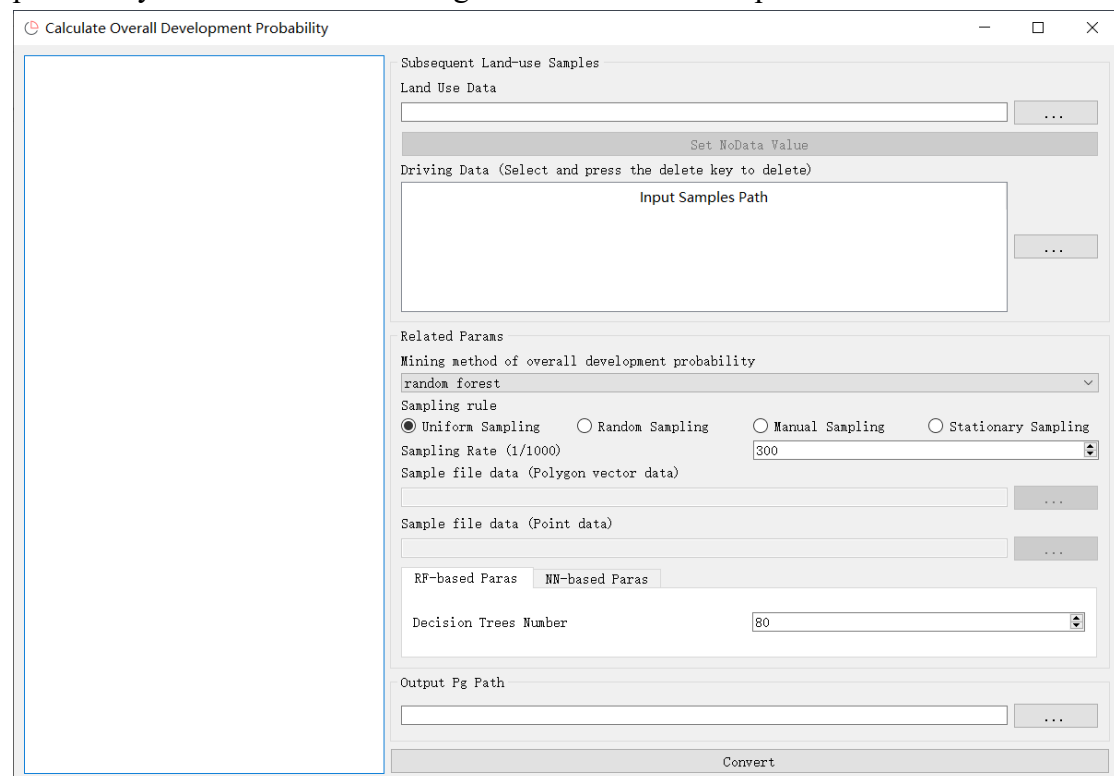 Calculate Overall Development Probability
Subsequent Land-use Samples
Land Use Data
...
Set NoData Value
Driving Data (Select and press the delete key to delete)
Input Samples Path
...
Related Params
Mining method of overall development probability
random forest
Sampling rule
Uniform Sampling Random Sampling Manual Sampling Stationary Sampling
Sampling Rate (1/1000) 300
Sample file data (Polygon vector data)
...
Sample file data (Point data)
...
RF-based Paras NN-based Paras
Decision Trees Number 80
Output Pg Path
...
Convert